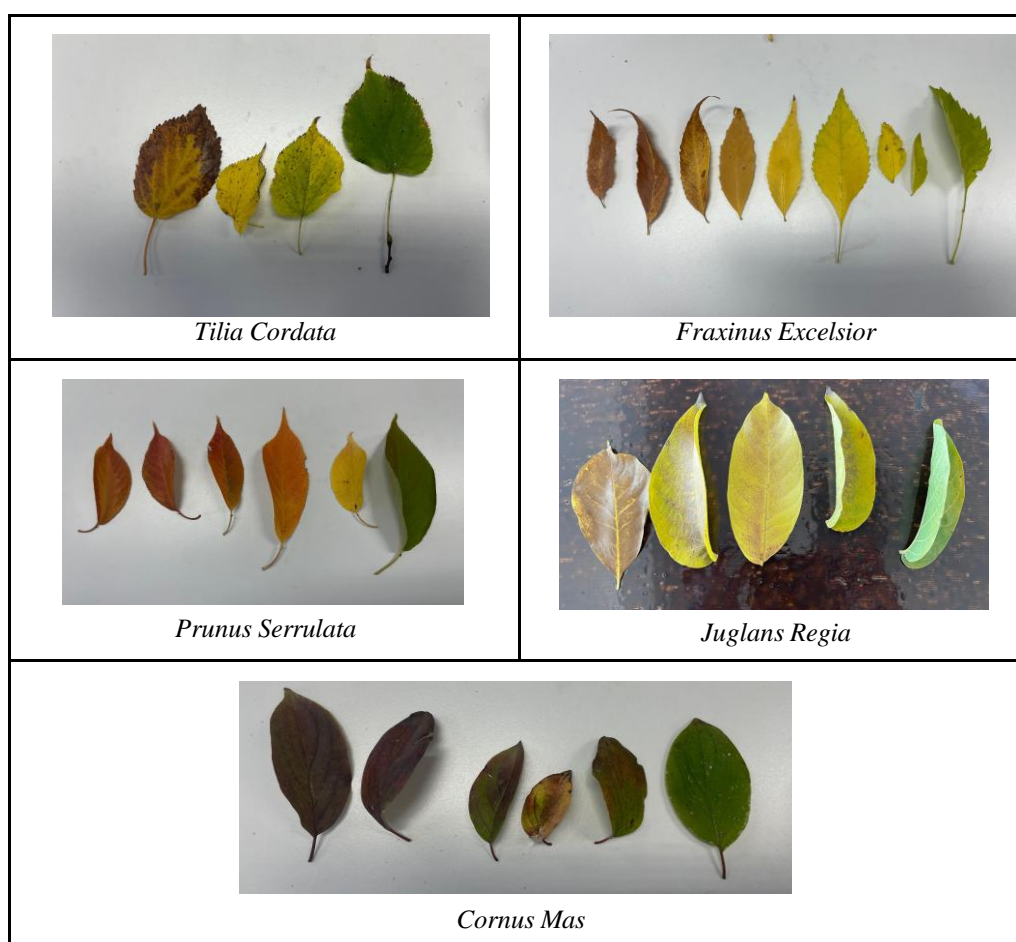 Tilia Cordata
Fraxinus Excelsior
Prunus Serrulata
Juglans Regia
Cornus Mas